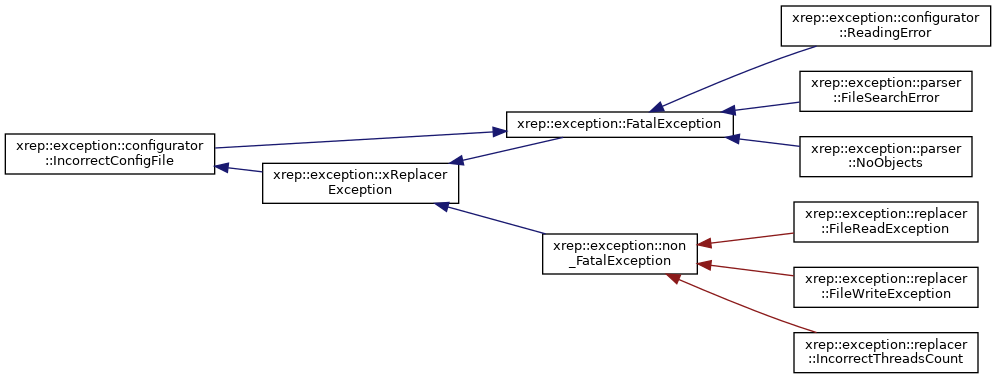 xrep::exception::configurator
::ReadingError
xrep::exception::parser
::FileSearchError
xrep::exception::FatalException
xrep::exception::configurator
::IncorrectConfigFile
xrep::exception::parser
::NoObjects
xrep::exception::xReplacer
Exception
xrep::exception::replacer
::FileReadException
xrep::exception::non
_FatalException
xrep::exception::replacer
::FileWriteException
xrep::exception::replacer
::IncorrectThreadsCount